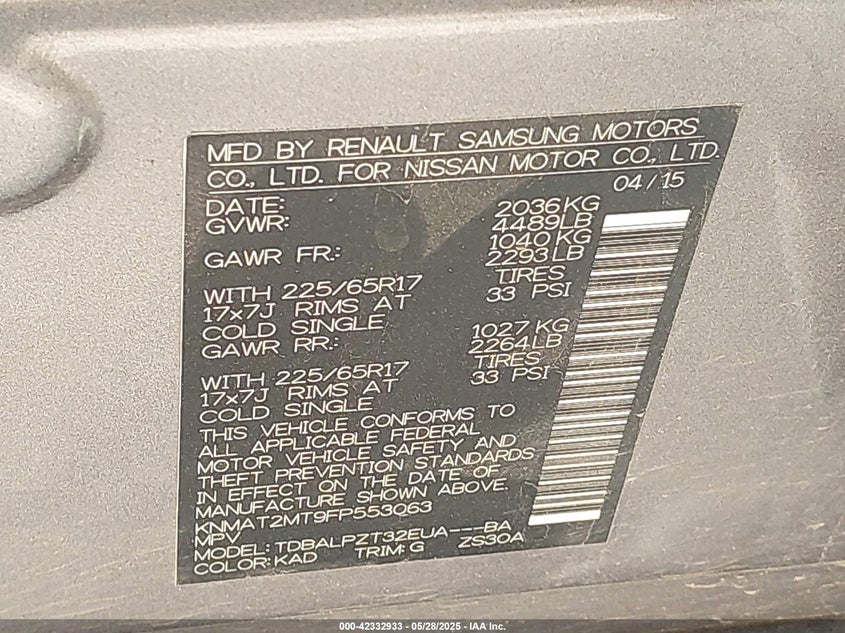 MFD BY RENAULT SAMSUNG MOTORS
CO., LTD. FOR NISSAN MOTOR CO., LTD.
04/15
DATE: 2036KG
GVWR: 4489LB
1040 KG
GAWR FR.: 2293LB
TIRES
WITH 225/65R17 33 PSI
17x7J RIMS AT
COLD SINGLE 1027 KG
GAWR RR.: 2264LB
TIRES
WITH 225/65R17 33 PSI
17x7J RIMS AT
COLD SINGLE
THIS VEHICLE CONFORMS TO
ALL APPLICABLE FEDERAL
MOTOR VEHICLE SAFETY AND
THEFT PREVENTION STANDARDS
IN EFFECT ON THE DATE OF
MANUFACTURE SHOWN ABOVE.
KNMAT2MT9FP553063
MPV
MODEL: TDBALPZT32EUA---BA
COLOR: KAD TRIM: G ZS30A
000-42332933 - 05/28/2025 - IAA Inc.